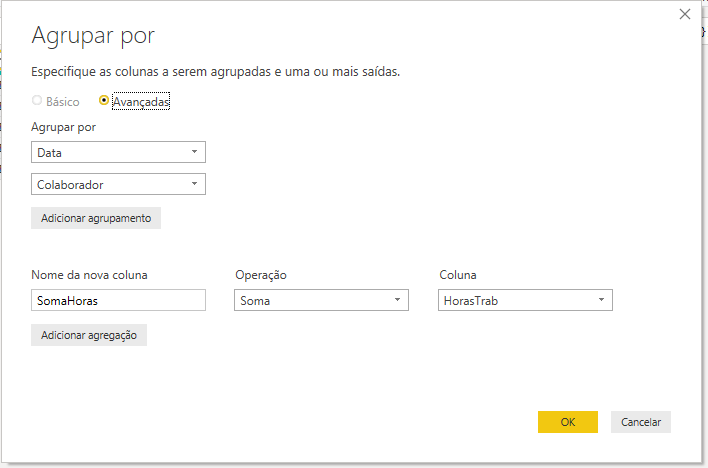 Agrupar por
Especifique as colunas a serem agrupadas e uma ou mais saídas.
Básico Avançadas
Agrupar por
Data
Colaborador
Adicionar agrupamento
Nome da nova coluna Operação Coluna
SomaHoras Soma HorasTrab
Adicionar agregação
OK Cancelar